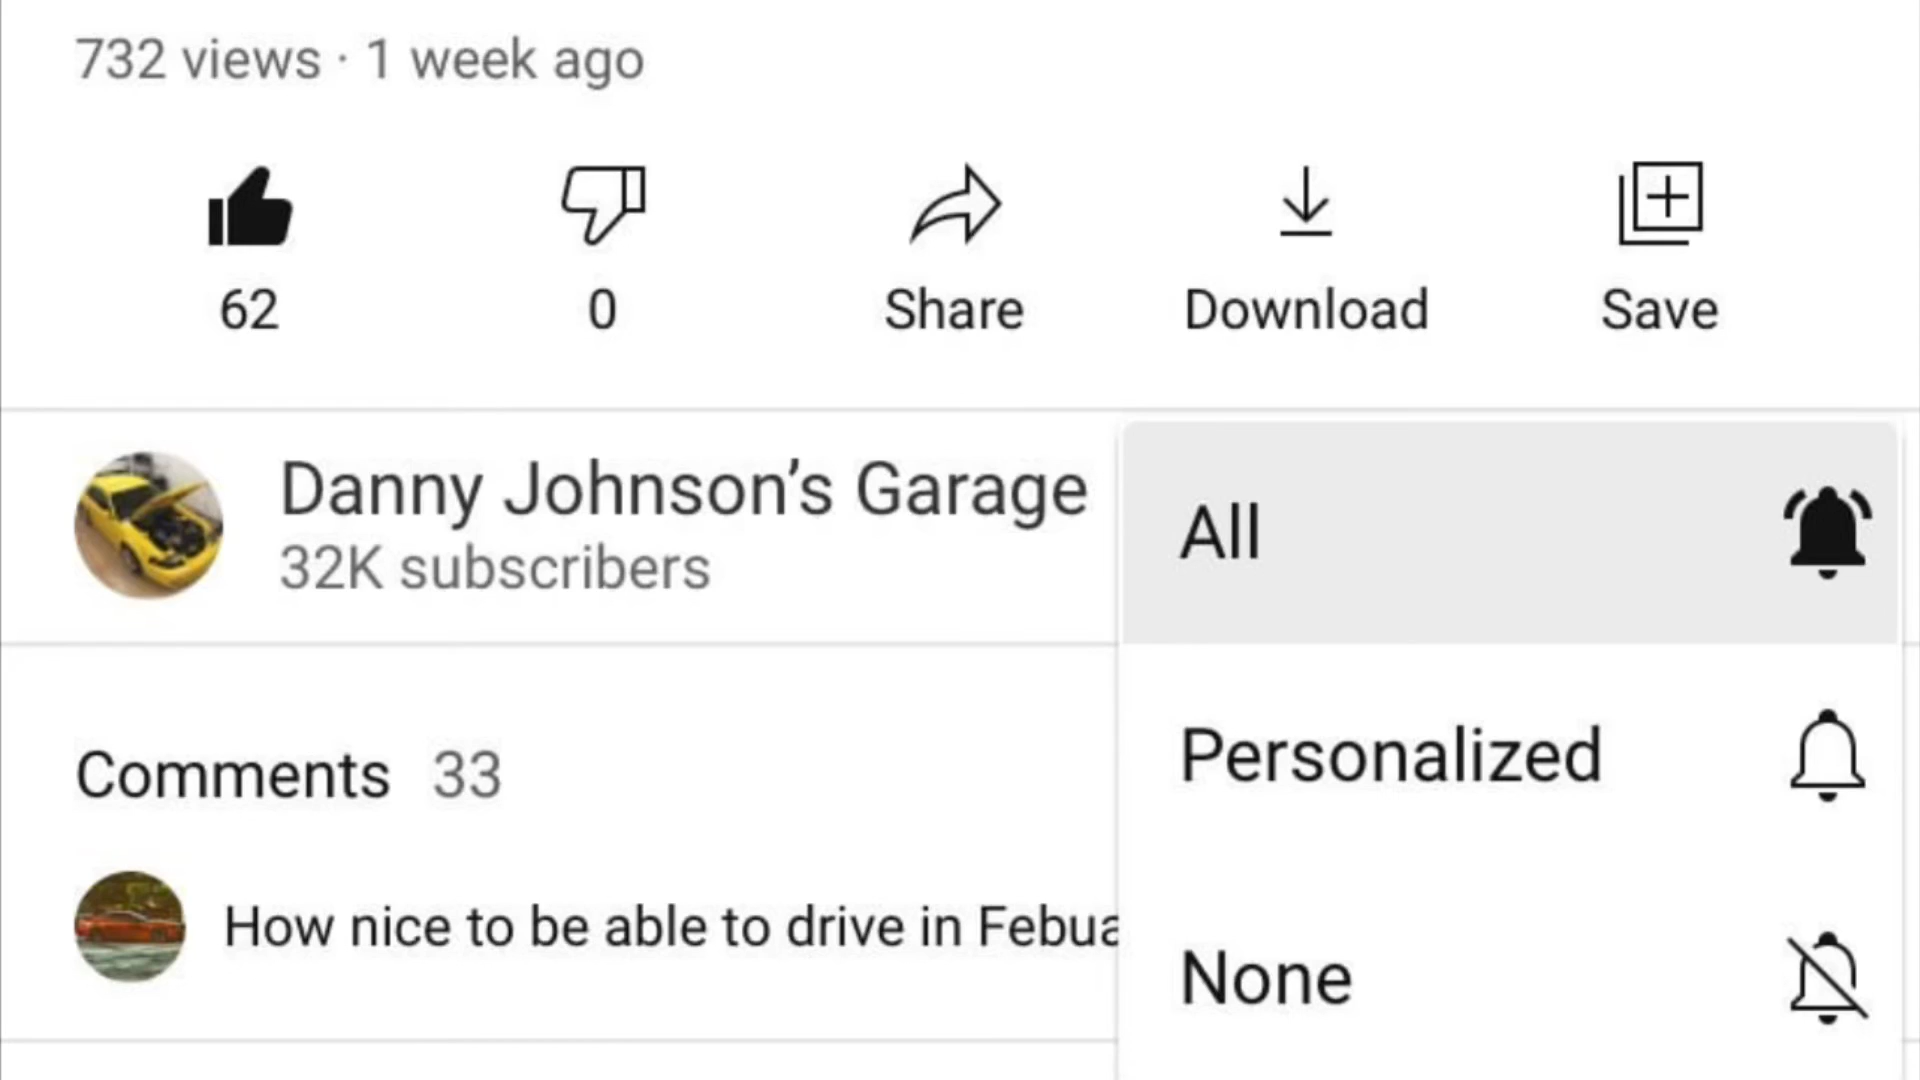 732 views · 1 week ago
62
0
Share
Download
Save
Danny Johnson’s Garage
32K subscribers
All
Personalized
None
Comments 33
How nice to be able to drive in Febua